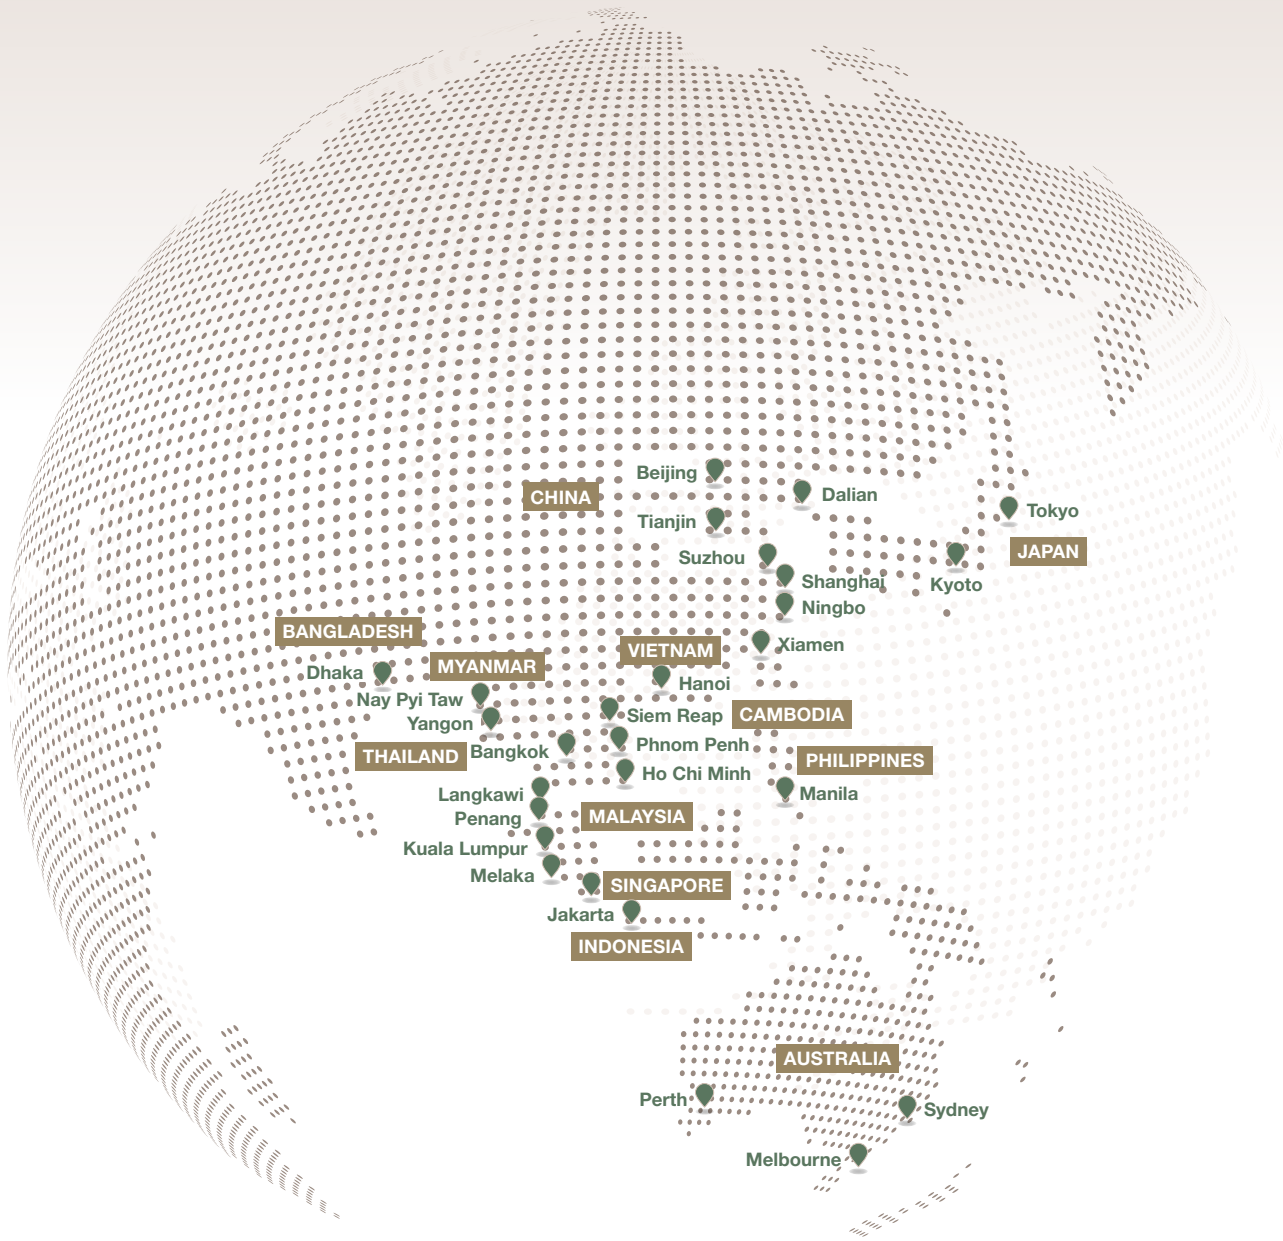 Beijing
CHINA
Dalian
Tianjin
Tokyo
JAPAN
Suzhou
Shanghai
Kyoto
Ningbo
BANGLADESH
VIETNAM
Xiamen
MYANMAR
Dhaka
Hanoi
Nay Pyi Taw
Siem Reap
CAMBODIA
Yangon
Phnom Penh
THAILAND
Bangkok
PHILIPPINES
Ho Chi Minh
Langkawi
Manila
Penang
MALAYSIA
Kuala Lumpur
Melaka
SINGAPORE
Jakarta
INDONESIA
AUSTRALIA
Perth
Sydney
Melbourne